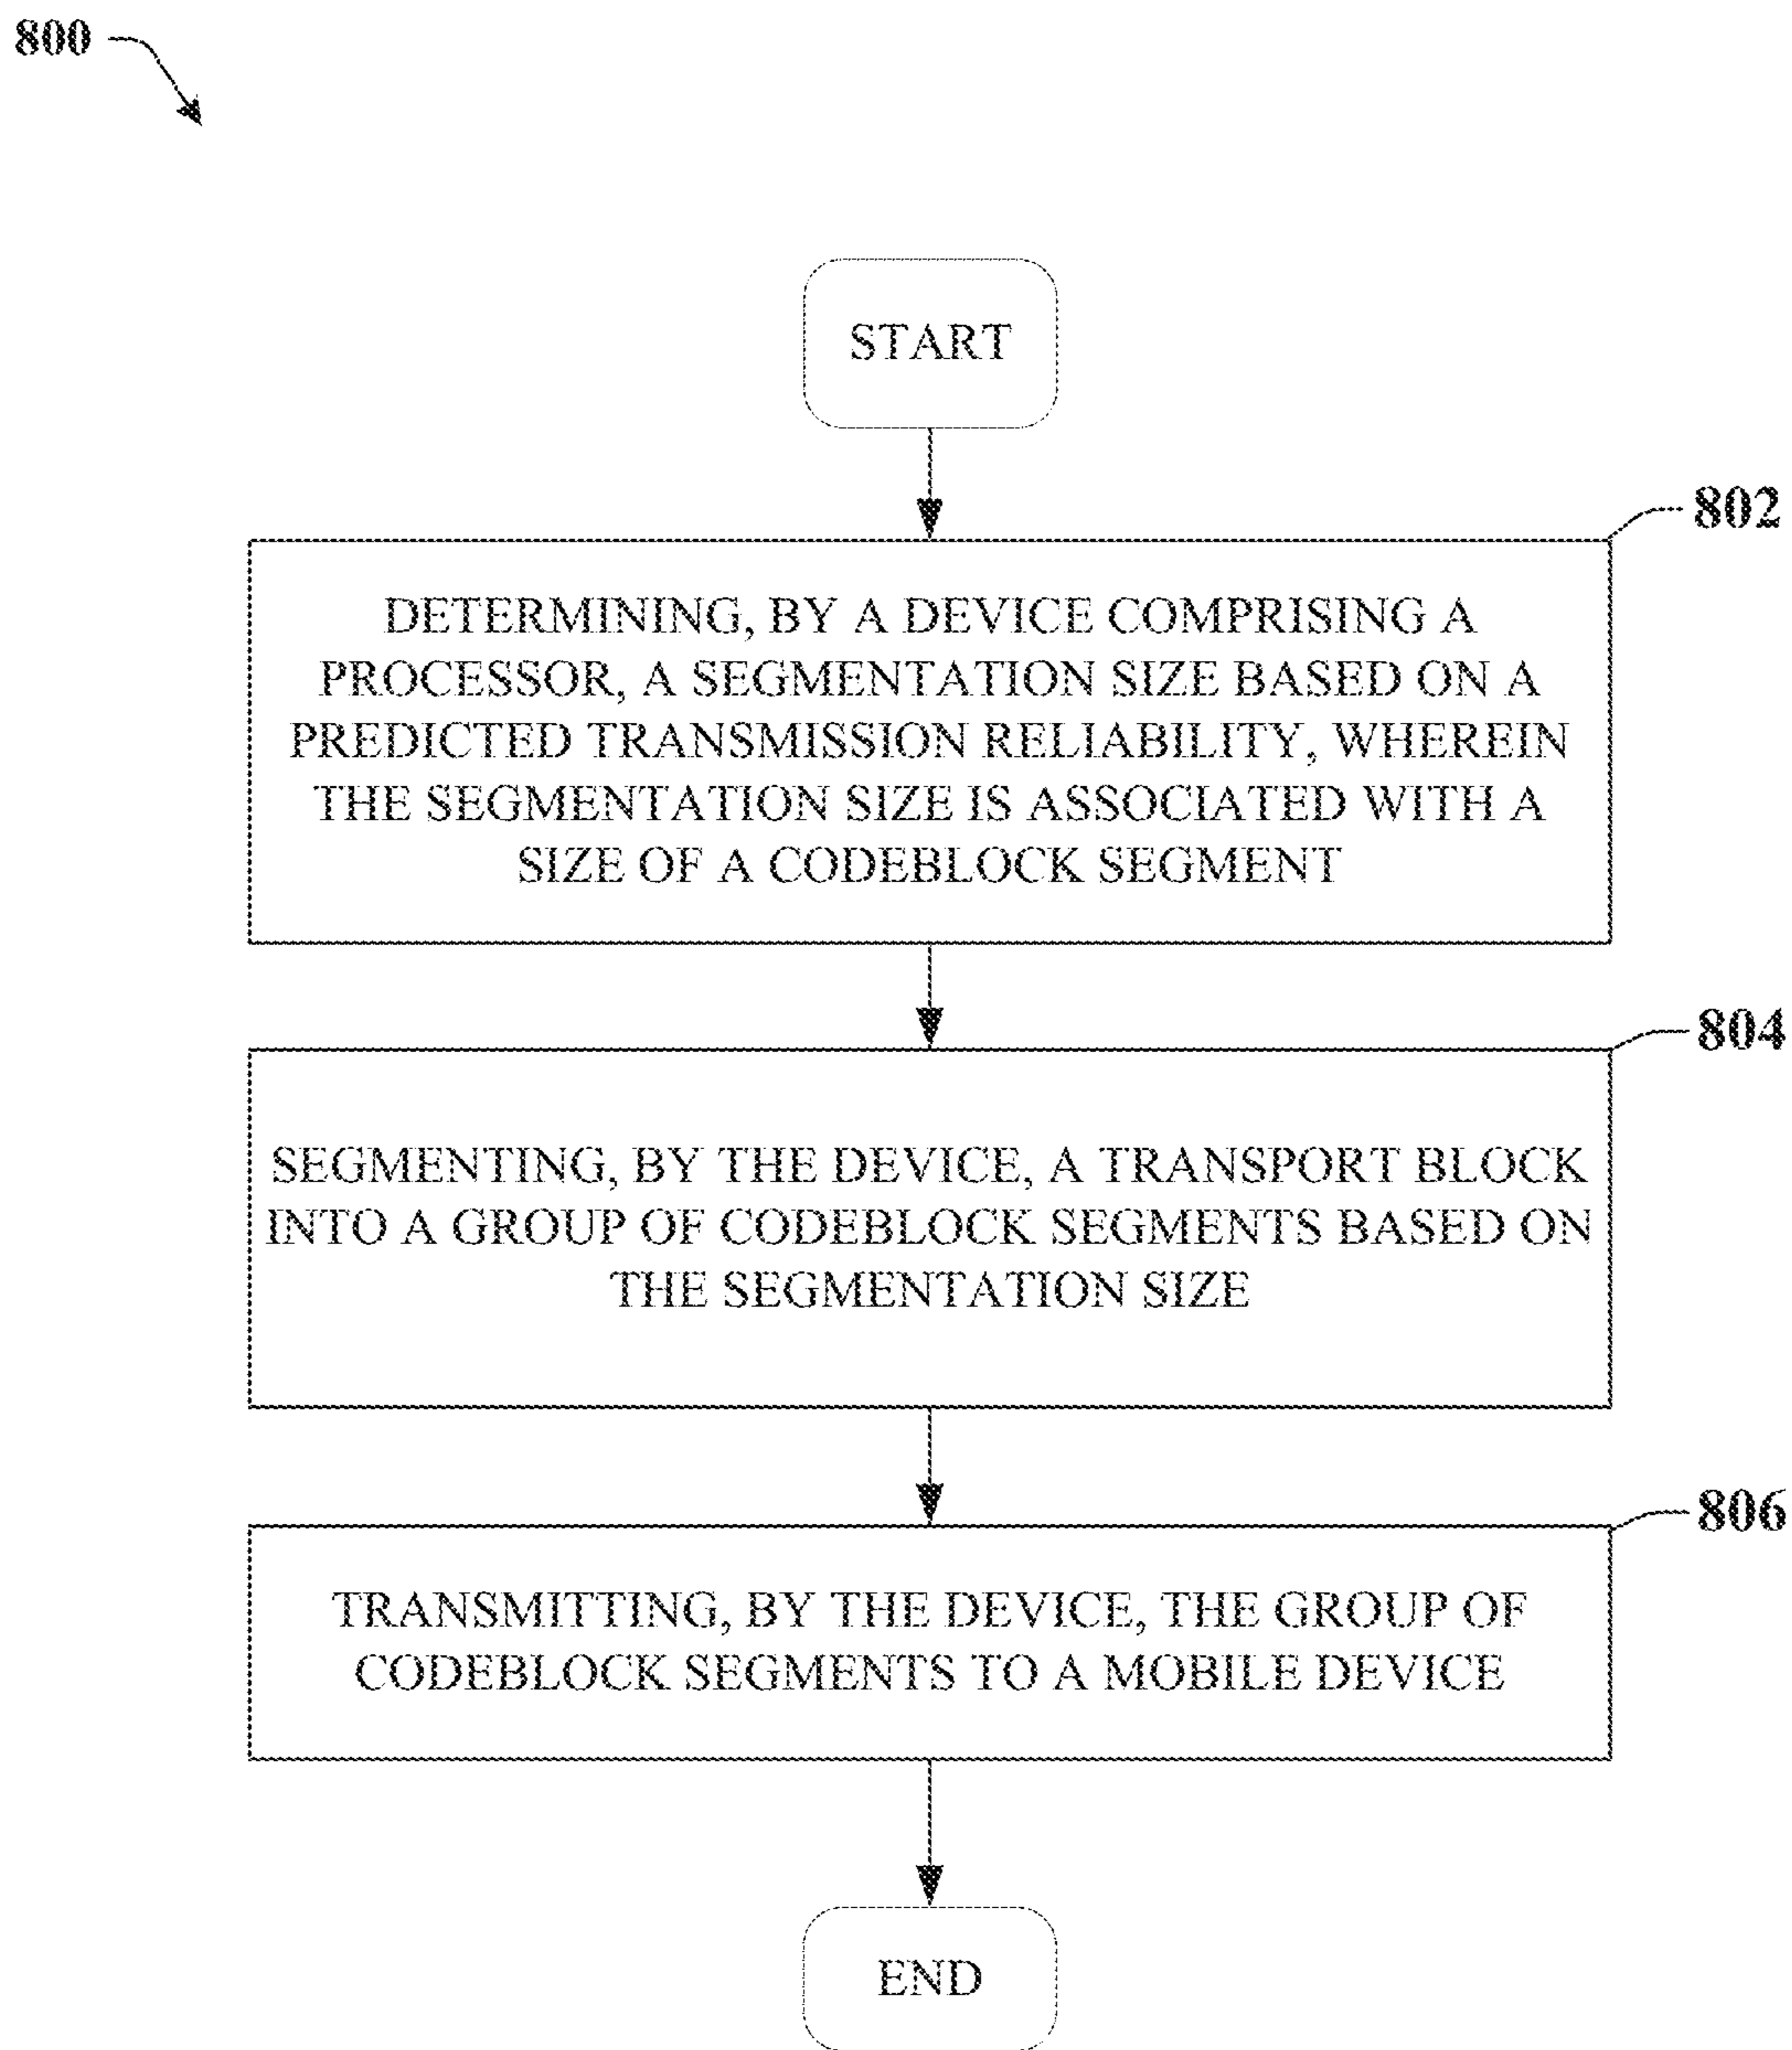 800
START
802
DETERMINING, BY A DEVICE COMPRISING A
PROCESSOR, A SEGMENTATION SIZE BASED ON A
PREDICTED TRANSMISSION RELIABILITY, WHEREIN
THE SEGMENTATION SIZE IS ASSOCIATED WITH A
SIZE OF A CODEBLOCK SEGMENT
804
SEGMENTING, BY THE DEVICE, A TRANSPORT BLOCK
INTO A GROUP OF CODEBLOCK SEGMENTS BASED ON
THE SEGMENTATION SIZE
806
TRANSMITTING, BY THE DEVICE, THE GROUP OF
CODEBLOCK SEGMENTS TO A MOBILE DEVICE
END